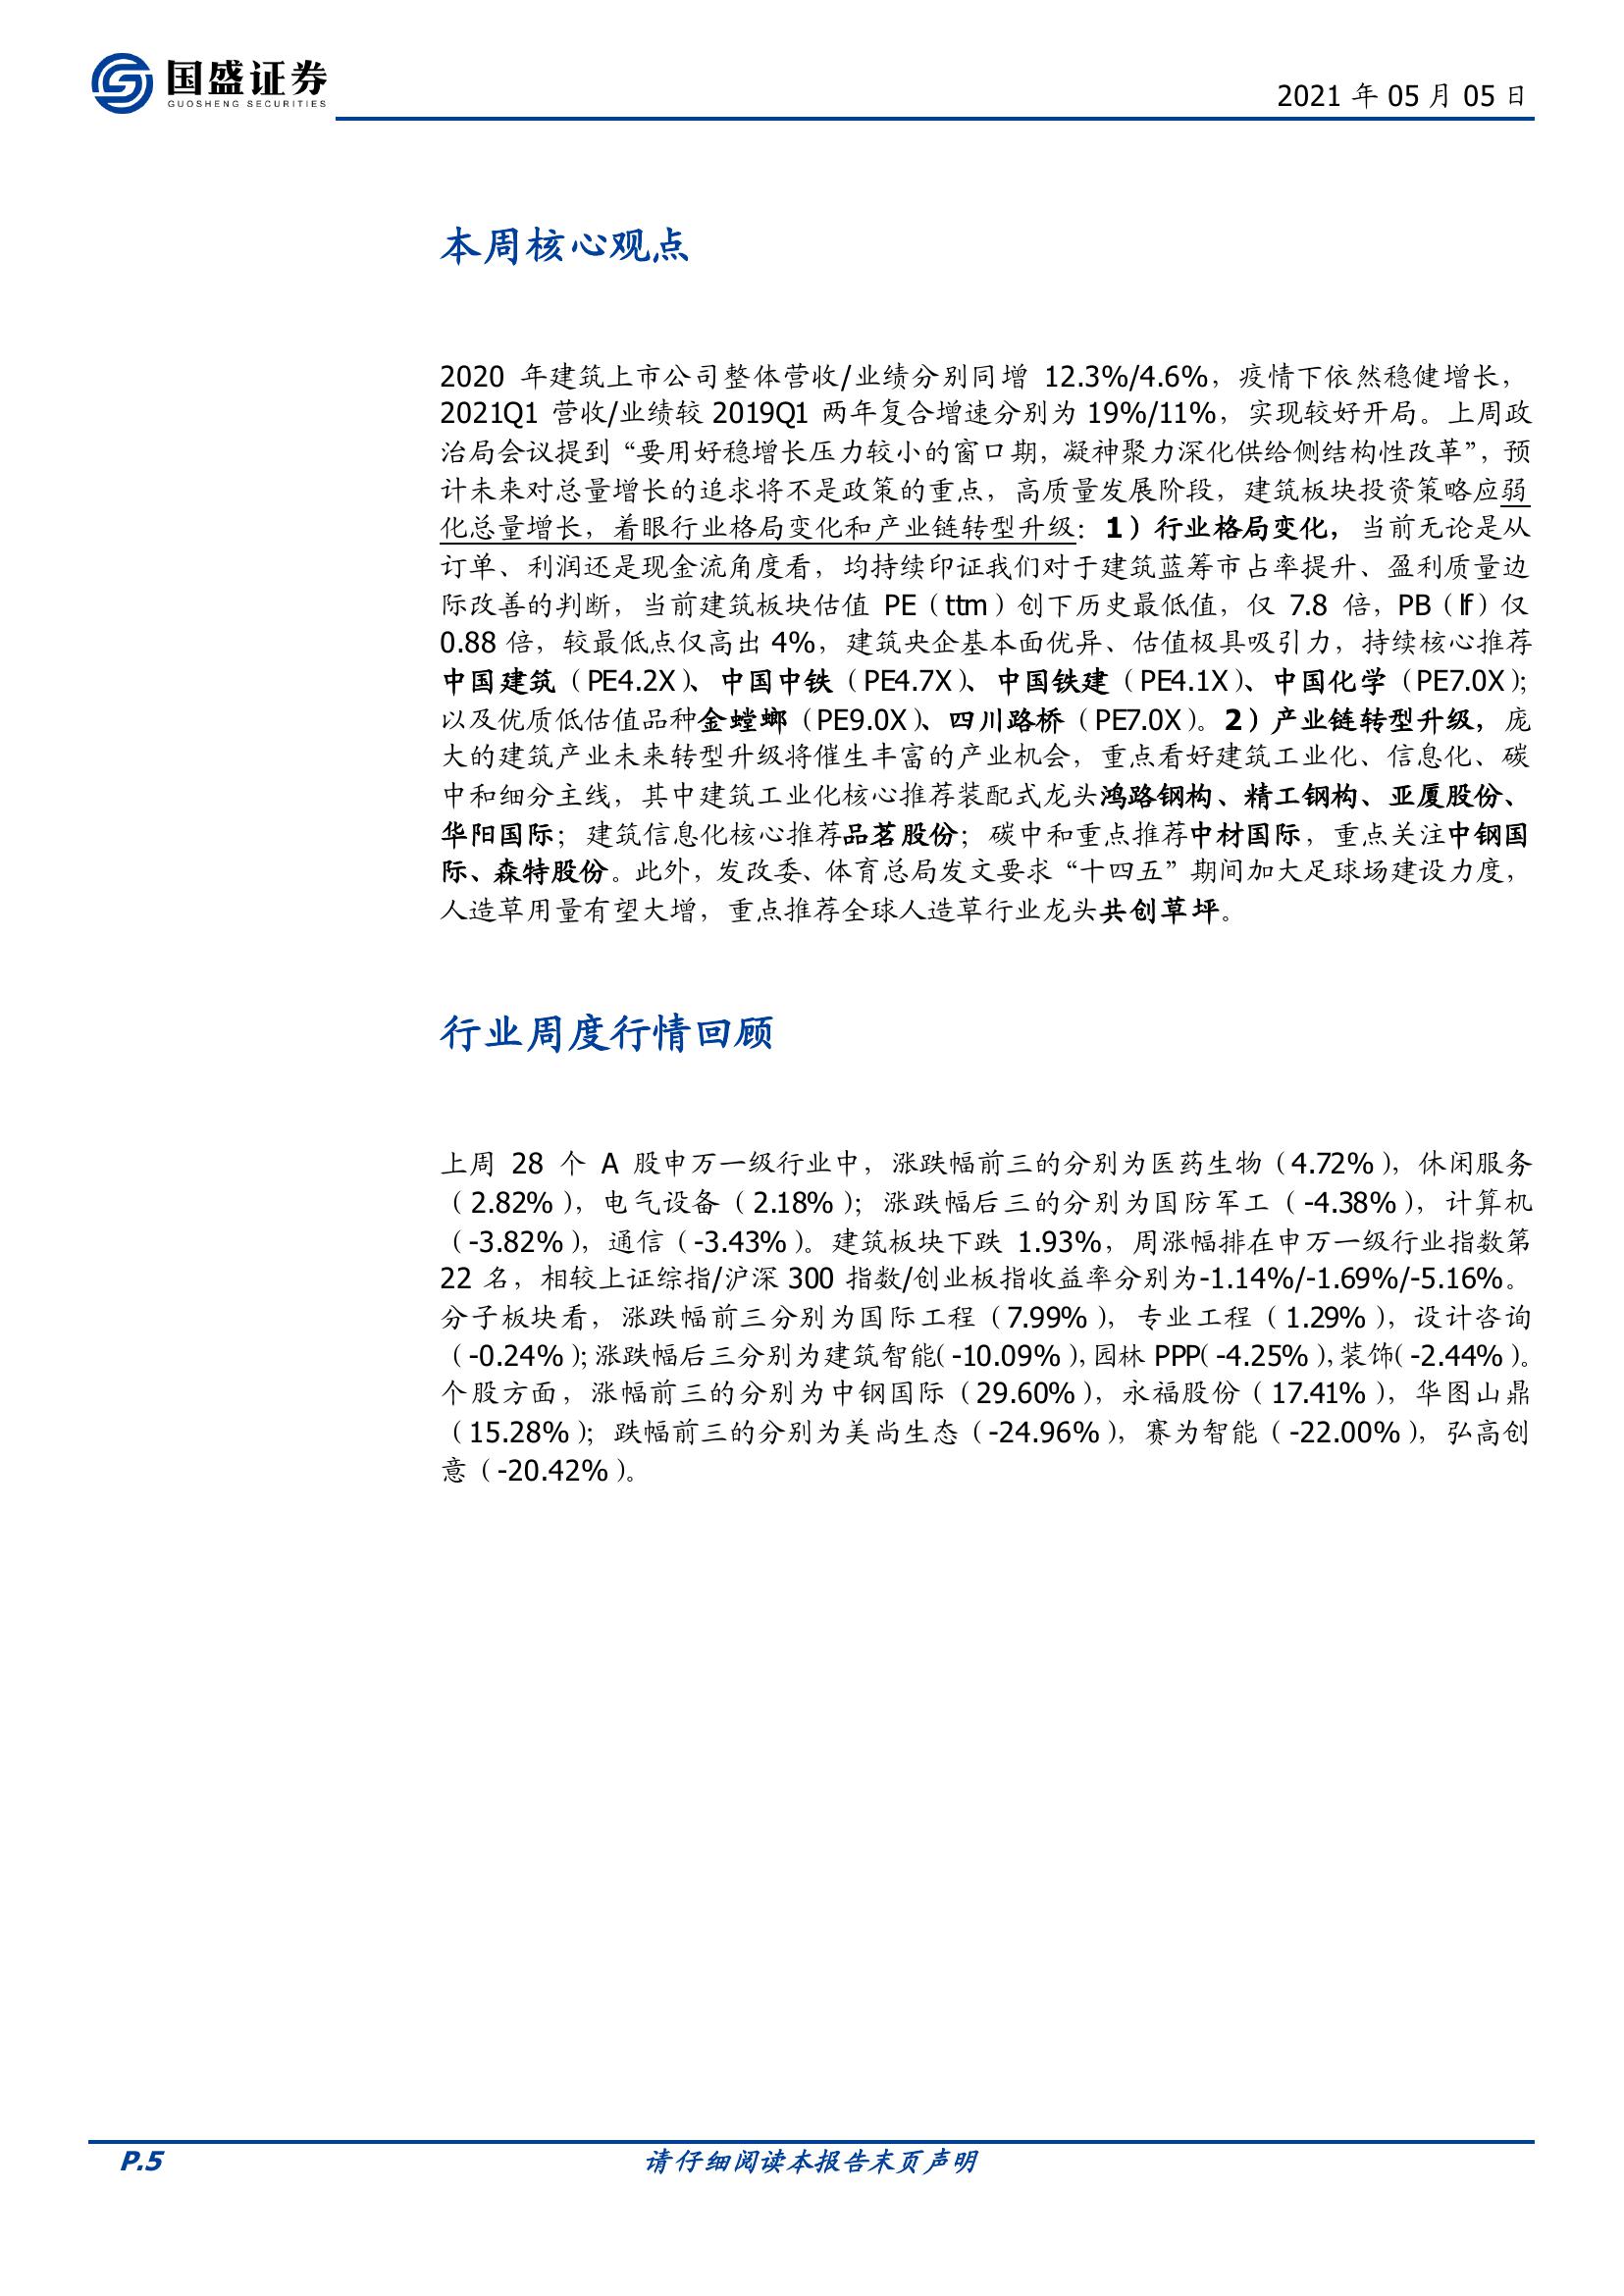 国盛证券
GUOSHENG SECURITIES
2021 年 05 月 05 日
本周核心观点
2020 年建筑上市公司整体营收/业绩分别同增 12.3%/4.6%，疫情下依然稳健增长，
2021Q1 营收/业绩较 2019Q1 两年复合增速分别为 19%/11%，实现较好开局。上周政
治局会议提到“要用好稳增长压力较小的窗口期，凝神聚力深化供给侧结构性改革”，预
计未来对总量增长的追求将不是政策的重点，高质量发展阶段，建筑板块投资策略应弱
化总量增长，着眼行业格局变化和产业链转型升级：1）行业格局变化，当前无论是从
订单、利润还是现金流角度看，均持续印证我们对于建筑蓝筹市占率提升、盈利质量边
际改善的判断，当前建筑板块估值 PE（ttm）创下历史最低值，仅 7.8 倍，PB（lf）仅
0.88 倍，较最低点仅高出 4%，建筑央企基本面优异、估值极具吸引力，持续核心推荐
中国建筑（PE4.2X）、中国中铁（PE4.7X）、中国铁建（PE4.1X）、中国化学（PE7.0X）；
以及优质低估值品种金螳螂（PE9.0X）、四川路桥（PE7.0X）。2）产业链转型升级，庞
大的建筑产业未来转型升级将催生丰富的产业机会，重点看好建筑工业化、信息化、碳
中和细分主线，其中建筑工业化核心推荐装配式龙头鸿路钢构、精工钢构、亚厦股份、
华阳国际；建筑信息化核心推荐品茗股份；碳中和重点推荐中材国际，重点关注中钢国
际、森特股份。此外，发改委、体育总局发文要求“十四五”期间加大足球场建设力度，
人造草用量有望大增，重点推荐全球人造草行业龙头共创草坪。
行业周度行情回顾
上周 28 个 A 股申万一级行业中，涨跌幅前三的分别为医药生物（4.72%），休闲服务
（2.82%），电气设备（2.18%）；涨跌幅后三的分别为国防军工（-4.38%），计算机
（-3.82%），通信（-3.43%）。建筑板块下跌 1.93%，周涨幅排在申万一级行业指数第
22 名，相较上证综指/沪深 300 指数/创业板指收益率分别为-1.14%/-1.69%/-5.16%。
分子板块看，涨跌幅前三分别为国际工程（7.99%），专业工程（1.29%），设计咨询
（-0.24%）；涨跌幅后三分别为建筑智能（-10.09%），园林 PPP（-4.25%），装饰（-2.44%）。
个股方面，涨幅前三的分别为中钢国际（29.60%），永福股份（17.41%），华图山鼎
（15.28%）；跌幅前三的分别为美尚生态（-24.96%），赛为智能（-22.00%），弘高创
意（-20.42%）。
P.5
请仔细阅读本报告末页声明